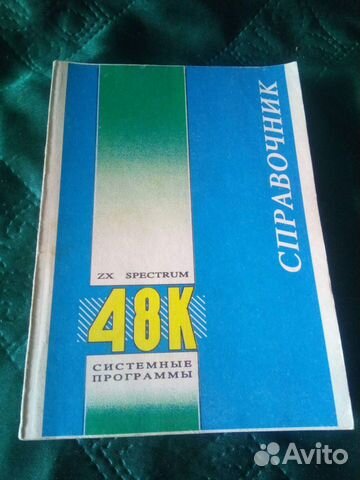 СПРАВОЧНИК
ZX SPECTRUM
48K
СИСТЕМНЫЕ
ПРОГРАММЫ
Avito